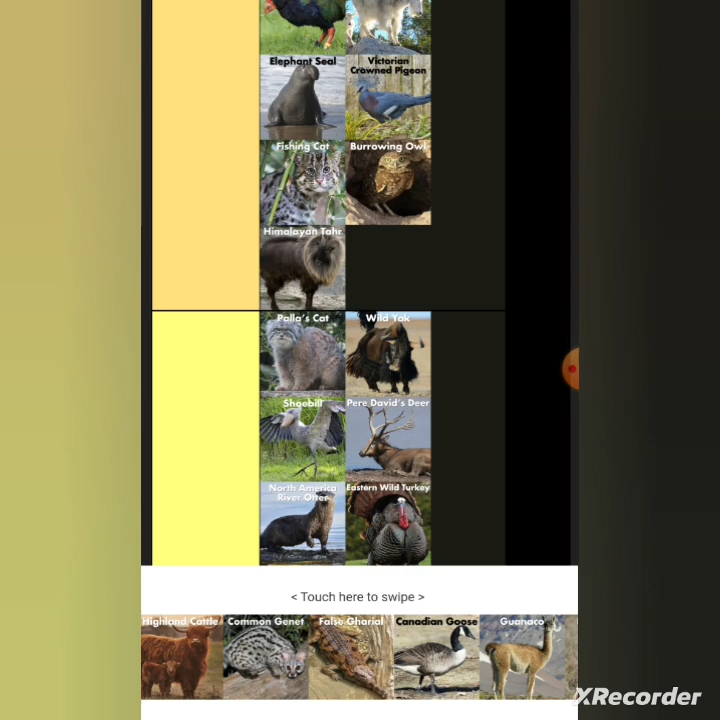 Elephant Seal
Victorian
Crowned Pigeon
Fishing Cat
Burrowing Owl
Himalayan Tahr
Palla's Cat
Wild Yak
Shoebill
Pere David's Deer
North America
River Otter
Eastern Wild Turkey
< Touch here to swipe >
Highland Cattle
Common Genet
False Gharial
Canadian Goose
Guanaco
XRecorder